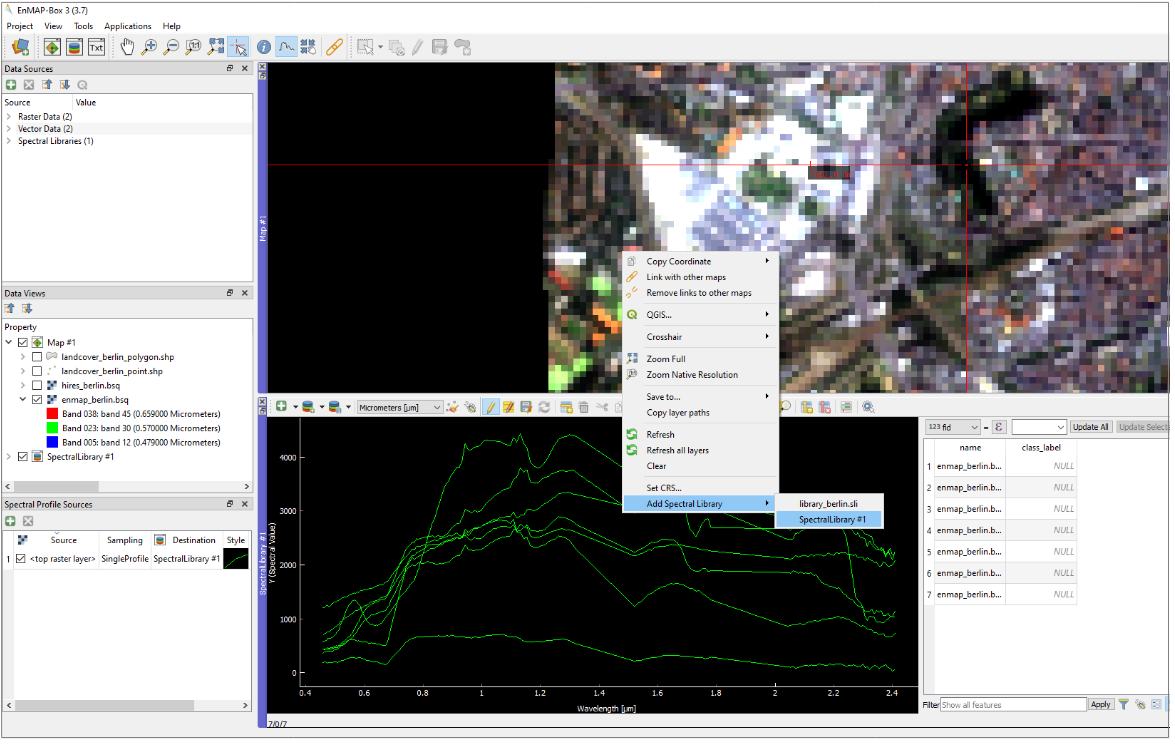 EnMAP-Box 3 (3.7)
Project View Tools Applications Help
Txt
Data Sources
Source Value
Raster Data (2)
Vector Data (2)
Spectral Libraries (1)
Map #1
Data Views
Property
Map #1
landcover_berlin_polygon.shp
landcover_berlin_point.shp
hires_berlin.bsq
enmap_berlin.bsq
Band 038: band 45 (0.659000 Micrometers)
Band 023: band 30 (0.570000 Micrometers)
Band 005: band 12 (0.479000 Micrometers)
SpectralLibrary #1
Spectral Profile Sources
Source Sampling Destination Style
1 <top raster layer> SingleProfile SpectralLibrary #1
Copy Coordinate
Link with other maps
Remove links to other maps
QGIS...
Crosshair
Zoom Full
Zoom Native Resolution
Save to...
Copy layer paths
Refresh
Refresh all layers
Clear
Set CRS...
Add Spectral Library
library_berlin.sli
SpectralLibrary #1
Micrometers [μm]
SpectralLibrary #1
Y (Spectral Value)
4000
3000
2000
1000
0
0.4 0.6 0.8 1 1.2 1.4 1.6 1.8 2 2.2 2.4
Wavelength [μm]
7/0/7
123 fid = ε Update All Update Selected
name class_label
1 enmap_berlin.b... NULL
2 enmap_berlin.b... NULL
3 enmap_berlin.b... NULL
4 enmap_berlin.b... NULL
5 enmap_berlin.b... NULL
6 enmap_berlin.b... NULL
7 enmap_berlin.b... NULL
Filter Show all features Apply